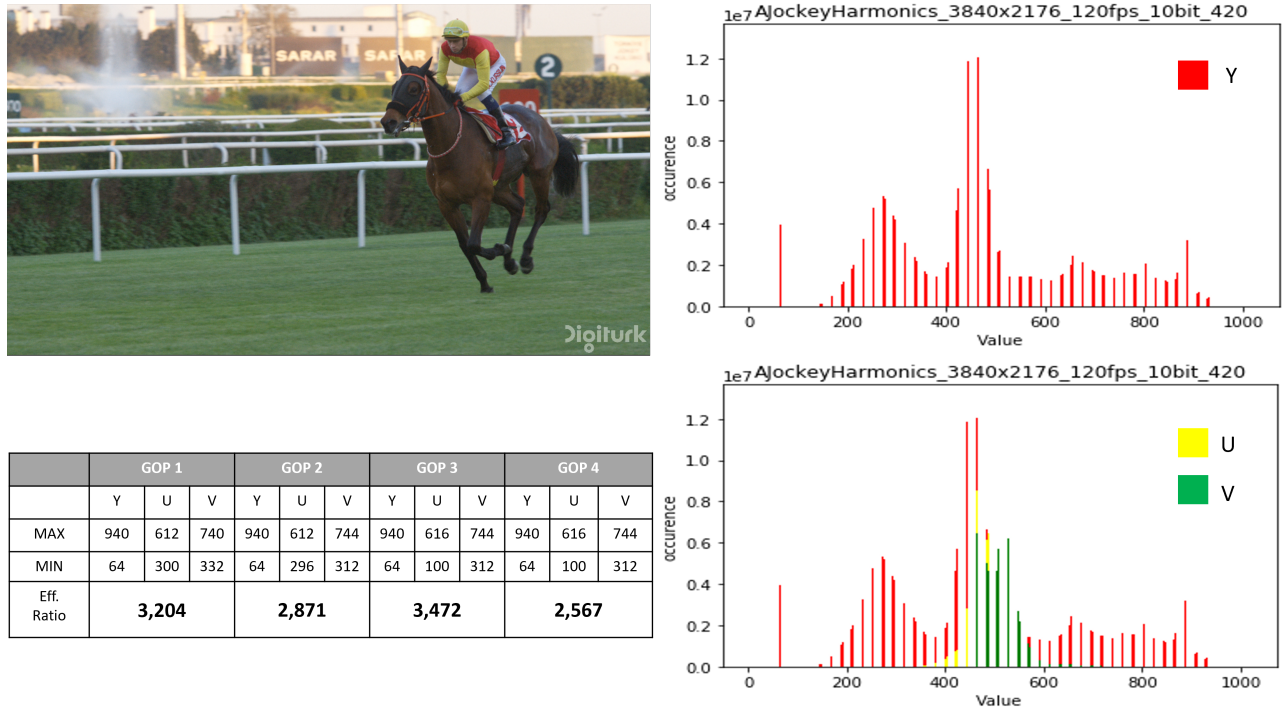 SARAR
SARAR
2
Digiturk
GOP 1 GOP 2 GOP 3 GOP 4
Y U V Y U V Y U V Y U V
MAX 940 612 740 940 612 744 940 616 744 940 616 744
MIN 64 300 332 64 296 312 64 100 312 64 100 312
Eff.
Ratio 3,204 2,871 3,472 2,567
1e7 AJockeyHarmonics_3840x2176_120fps_10bit_420
Y
1.2
1.0
0.8
0.6
0.4
0.2
0.0
occurence
0 200 400 600 800 1000
Value
1e7 AJockeyHarmonics_3840x2176_120fps_10bit_420
U
V
1.2
1.0
0.8
0.6
0.4
0.2
0.0
occurence
0 200 400 600 800 1000
Value